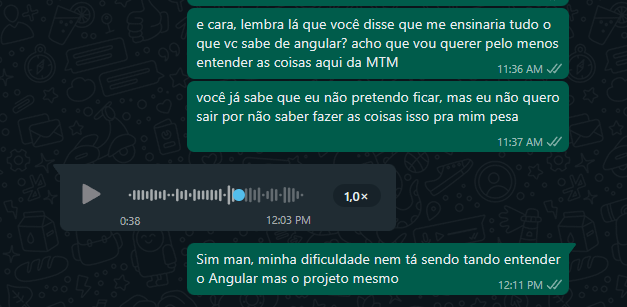 e cara, lembra lá que você disse que me ensinaria tudo o
que vc sabe de angular? acho que vou querer pelo menos
entender as coisas aqui da MTM
11:36 AM
você já sabe que eu não pretendo ficar, mas eu não quero
sair por não saber fazer as coisas isso pra mim pesa
11:37 AM
1,0×
0:38
12:03 PM
Sim man, minha dificuldade nem tá sendo tando entender
o Angular mas o projeto mesmo
12:11 PM